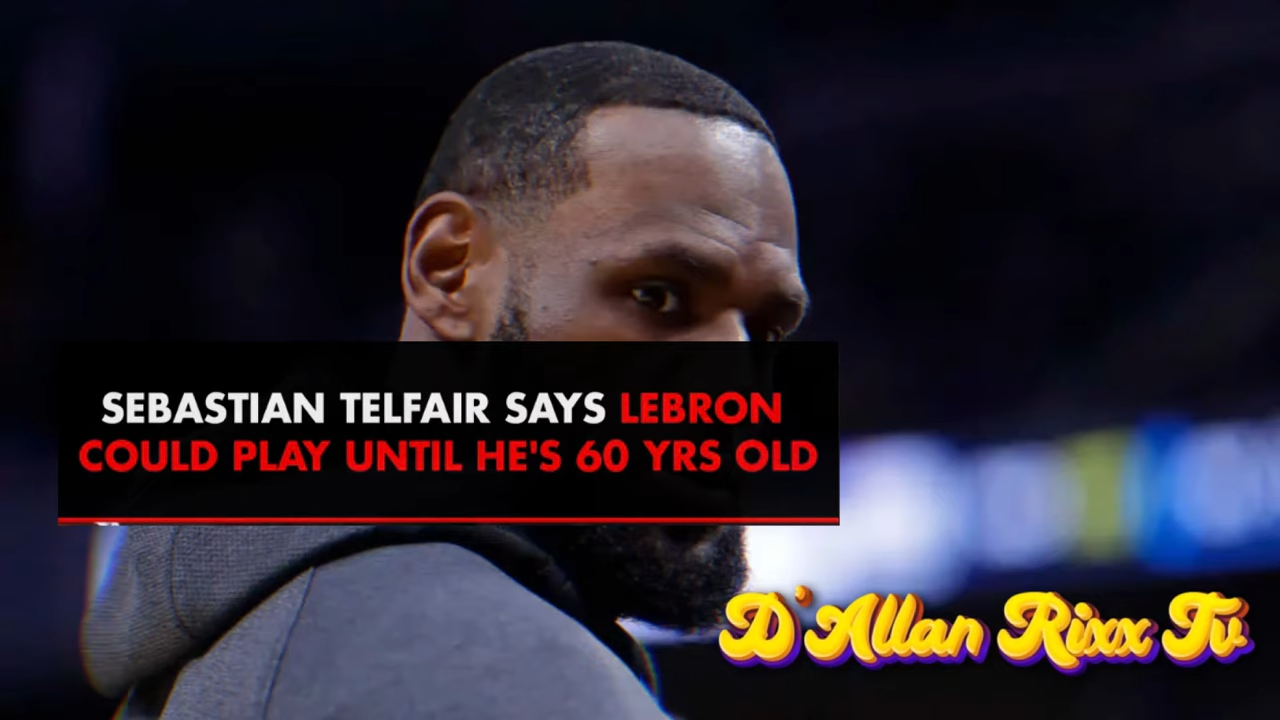 SEBASTIAN TELFAIR SAYS LEBRON
COULD PLAY UNTIL HE'S 60 YRS OLD
D'Allan Rixx Tv